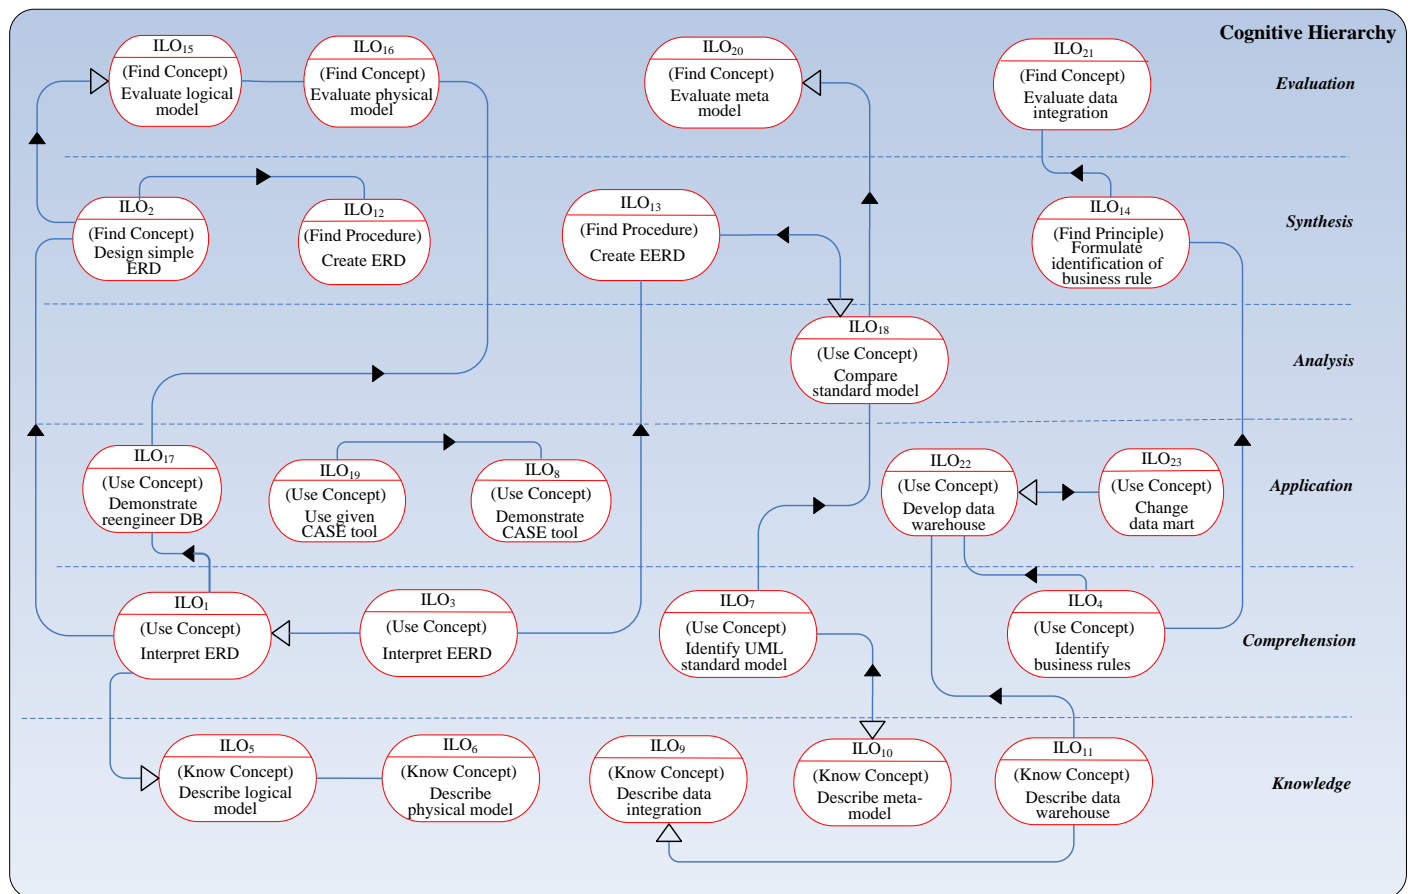 Cognitive Hierarchy
ILO15
(Find Concept)
Evaluate logical
model
ILO16
(Find Concept)
Evaluate physical
model
ILO20
(Find Concept)
Evaluate meta
model
ILO21
(Find Concept)
Evaluate data
integration
Evaluation
ILO2
(Find Concept)
Design simple
ERD
ILO12
(Find Procedure)
Create ERD
ILO13
(Find Procedure)
Create EERD
ILO14
(Find Principle)
Formulate
identification of
business rule
Synthesis
ILO18
(Use Concept)
Compare
standard model
Analysis
ILO17
(Use Concept)
Demonstrate
reengineer DB
ILO19
(Use Concept)
Use given
CASE tool
ILO8
(Use Concept)
Demonstrate
CASE tool
ILO22
(Use Concept)
Develop data
warehouse
ILO23
(Use Concept)
Change
data mart
Application
ILO1
(Use Concept)
Interpret ERD
ILO3
(Use Concept)
Interpret EERD
ILO7
(Use Concept)
Identify UML
standard model
ILO4
(Use Concept)
Identify
business rules
Comprehension
ILO5
(Know Concept)
Describe logical
model
ILO6
(Know Concept)
Describe
physical model
ILO9
(Know Concept)
Describe data
integration
ILO10
(Know Concept)
Describe meta-
model
ILO11
(Know Concept)
Describe data
warehouse
Knowledge